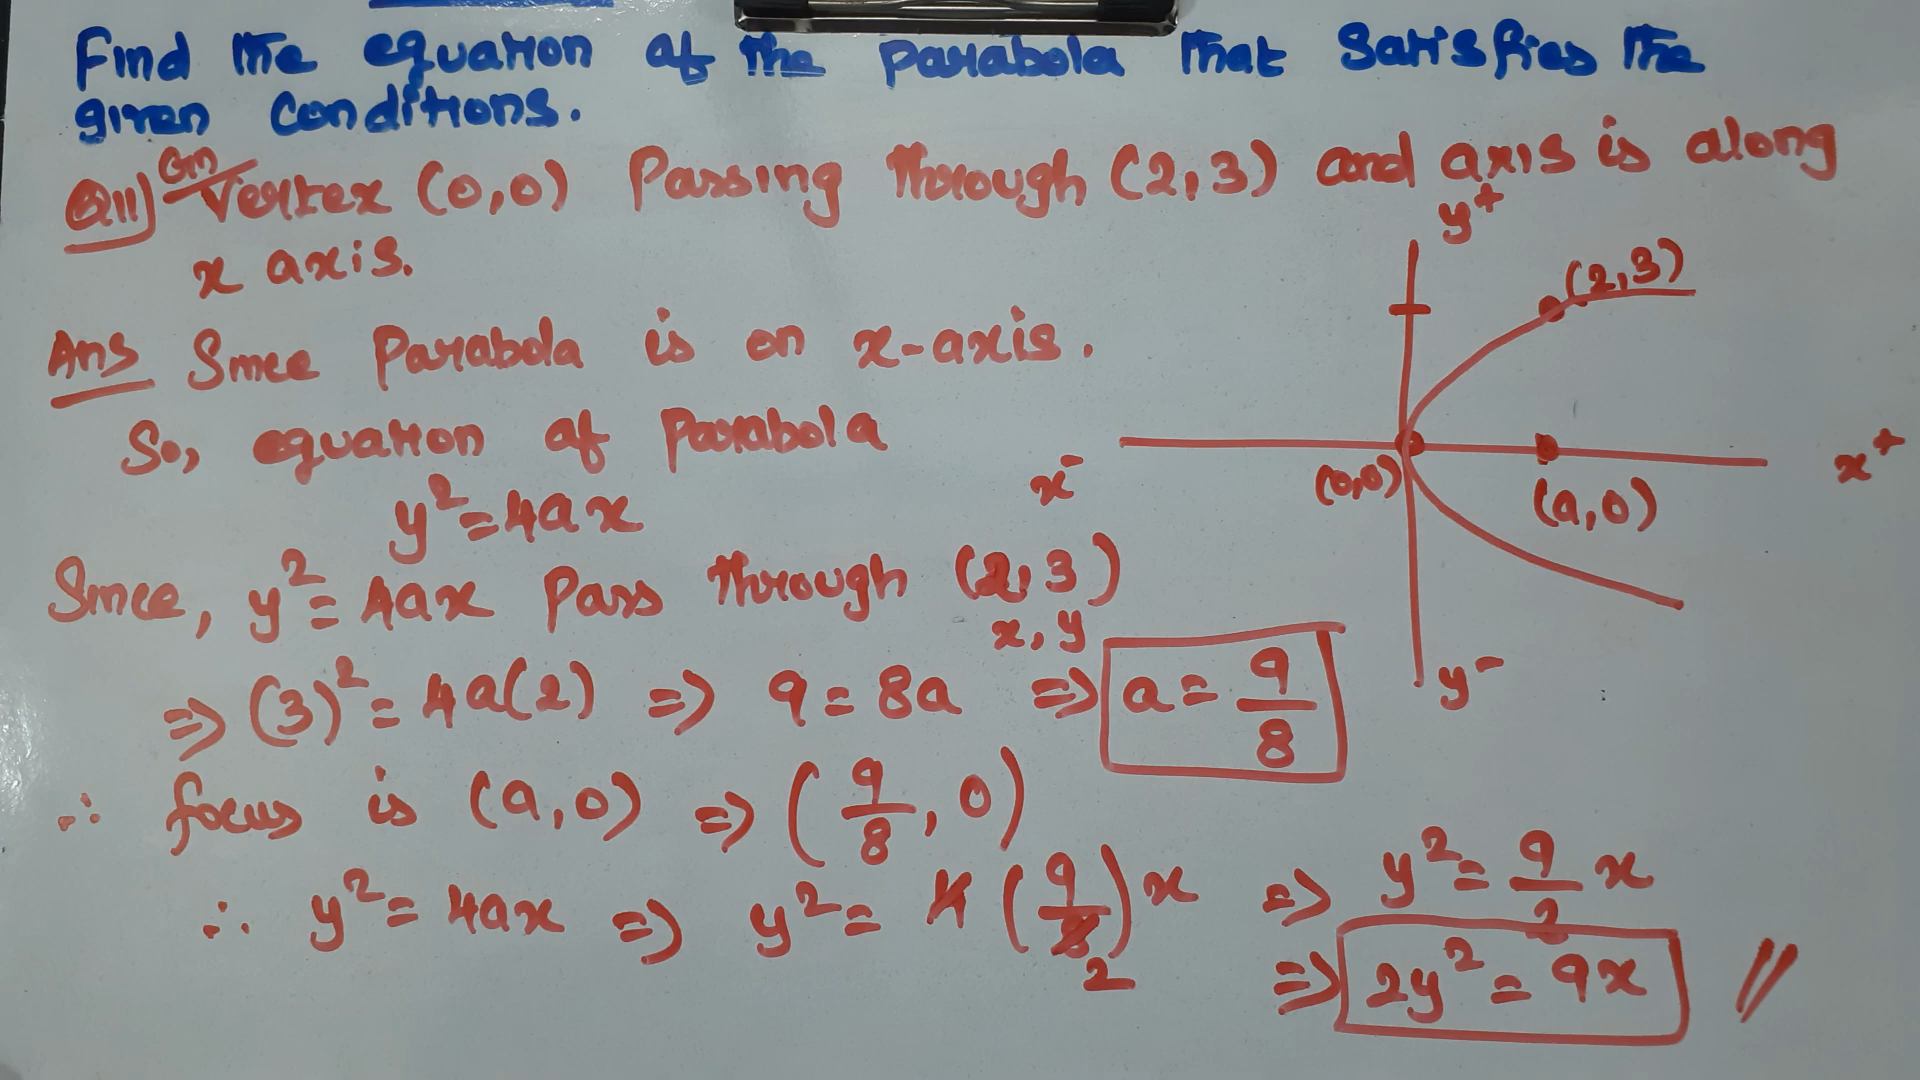 Find the equation of the Parabola that Satisfies the
given Conditions.
Q11) Gn Vertex (0,0) Passing through (2,3) and axis is along
x axis.
Ans Since Parabola is on x-axis.
So, equation of Parabola
y²=4ax
Since, y²=4ax Pass through (2,3)
x, y
=> (3)²= 4a(2) => 9=8a => a= 9/8
∴ focus is (a,0) => (9/8, 0)
∴ y²=4ax => y²= 4(9/8)x => y²= 9/2 x
2
=> 2y²= 9x //
y⁺
(2,3)
x⁻
(0,0)
(a,0)
x⁺
y⁻